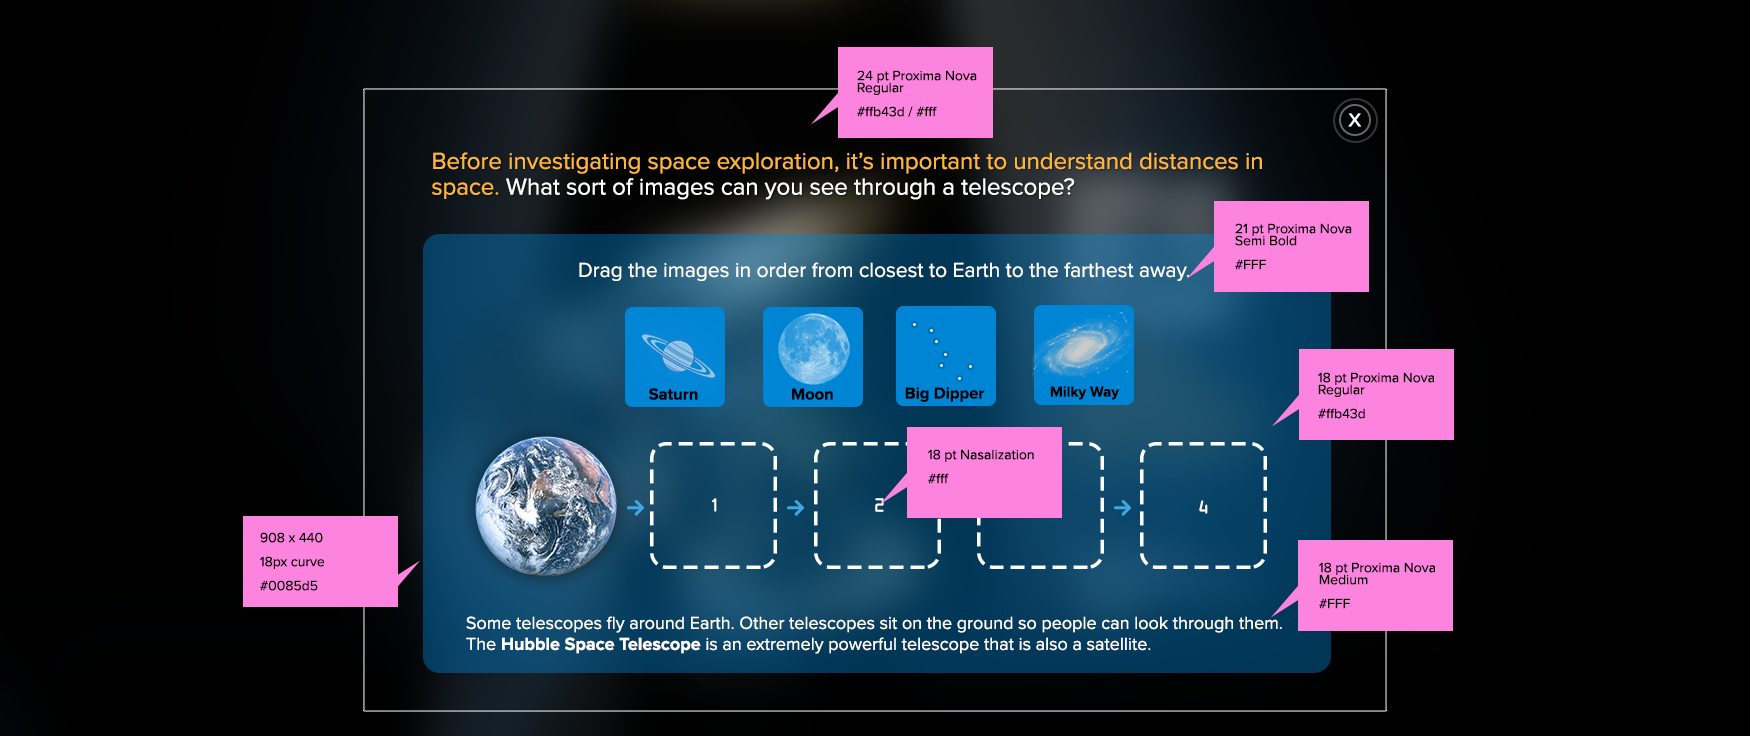 24 pt Proxima Nova
Regular
#ffb43d / #fff
X
Before investigating space exploration, it's important to understand distances in
space. What sort of images can you see through a telescope?
21 pt Proxima Nova
Semi Bold
#FFF
Drag the images in order from closest to Earth to the farthest away.
Saturn
Moon
Big Dipper
Milky Way
18 pt Proxima Nova
Regular
#ffb43d
18 pt Nasalization
#fff
1
2
4
908 x 440
18px curve
#0085d5
18 pt Proxima Nova
Medium
#FFF
Some telescopes fly around Earth. Other telescopes sit on the ground so people can look through them.
The Hubble Space Telescope is an extremely powerful telescope that is also a satellite.